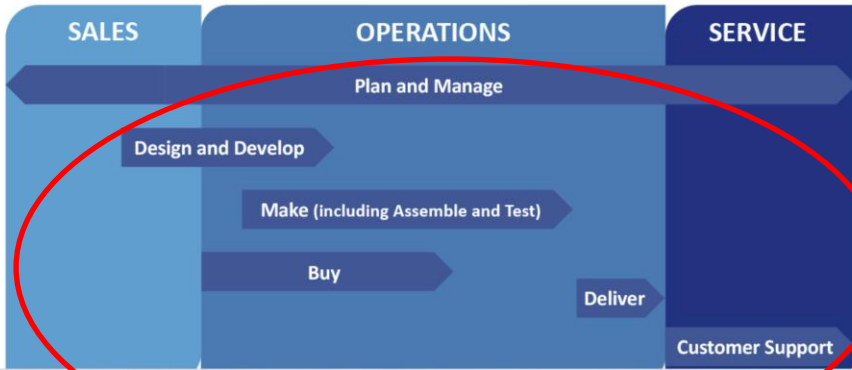 SALES
OPERATIONS
SERVICE
Plan and Manage
Design and Develop
Make (including Assemble and Test)
Buy
Deliver
Customer Support